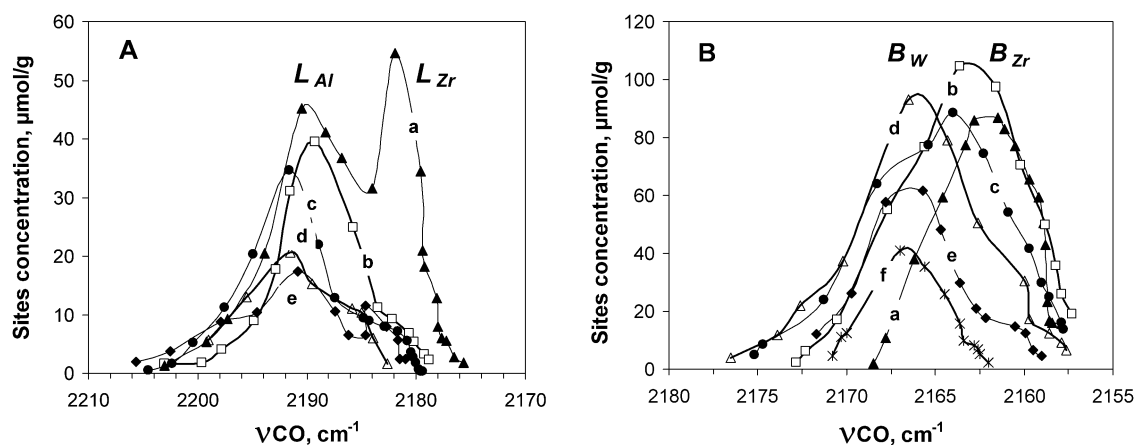 A
L Al
L Zr
a
c
d
b
e
Sites concentration, µmol/g
60
50
40
30
20
10
0
2210
2200
2190
2180
2170
νCO, cm-1
B
B W
B Zr
b
d
c
e
f
a
Sites concentration, µmol/g
120
100
80
60
40
20
0
2180
2175
2170
2165
2160
2155
νCO, cm-1